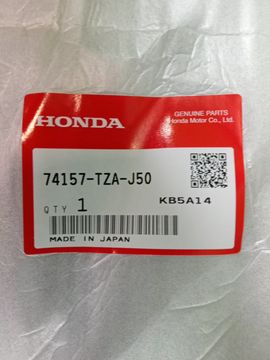 GENUINE PARTS
Honda Motor Co., Ltd.
HONDA
74157-TZA-J50
QTY 1 KB5A14
MADE IN JAPAN